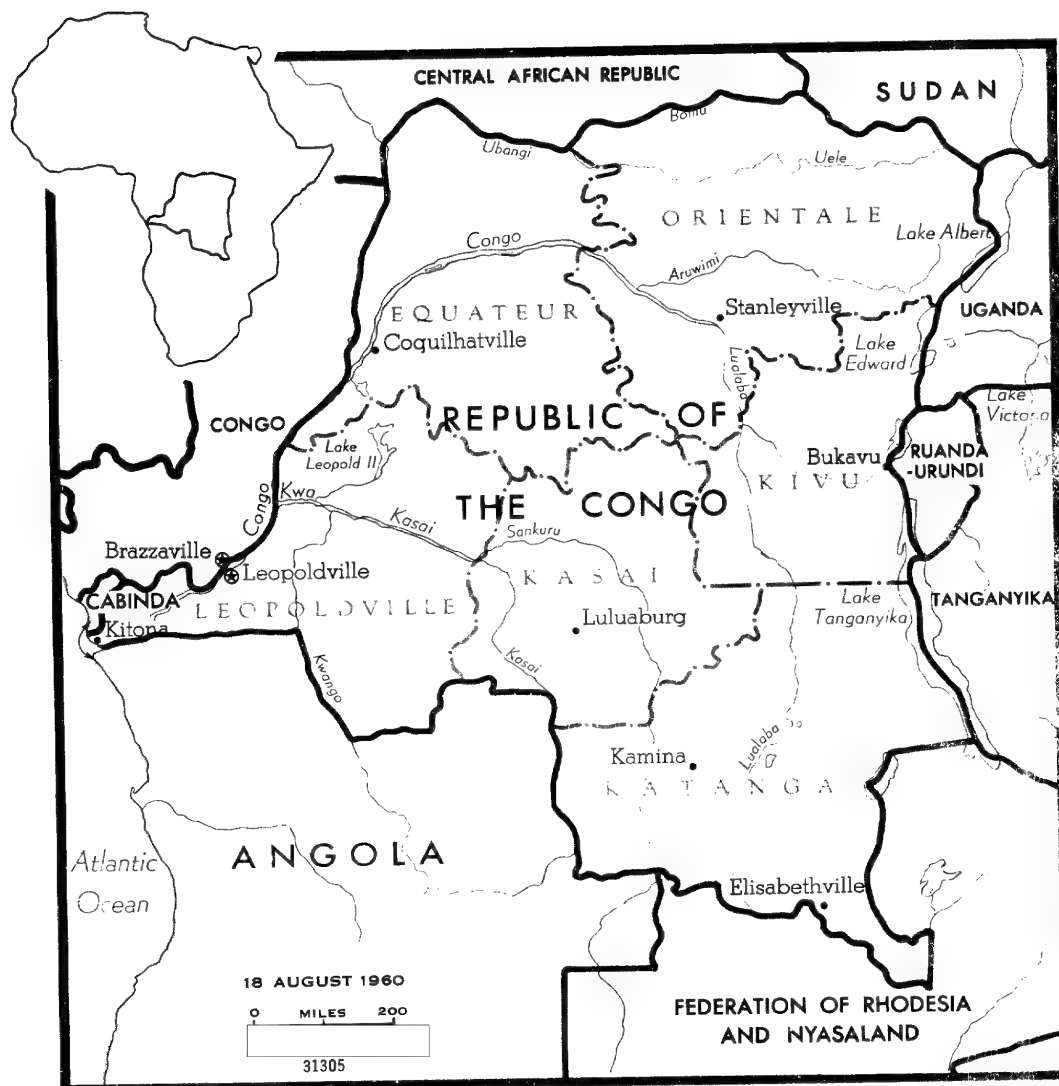 CENTRAL AFRICAN REPUBLIC
SUDAN
Bomu
Ubangi
Uele
ORIENTALE
Lake Albert
Congo
Aruwimi
EQUATEUR
Stanleyville
UGANDA
Coquilhatville
Lake
Edward
Lualaba
Lake
Victoria
CONGO
REPUBLIC OF
THE CONGO
Lake
Leopold II
Bukavu
RUANDA
-URUNDI
KIVU
Kwa
Congo
Kasai
Sankuru
Brazzaville
Leopoldville
KASAI
CABINDA
LEOPOLDVILLE
Kitona
Luluaburg
Lake
Tanganyika
TANGANYIKA
Kwango
Kasai
Kamina
Lualaba
KATANGA
ANGOLA
Atlantic
Ocean
Elisabethville
18 AUGUST 1960
0 MILES 200
31305
FEDERATION OF RHODESIA
AND NYASALAND